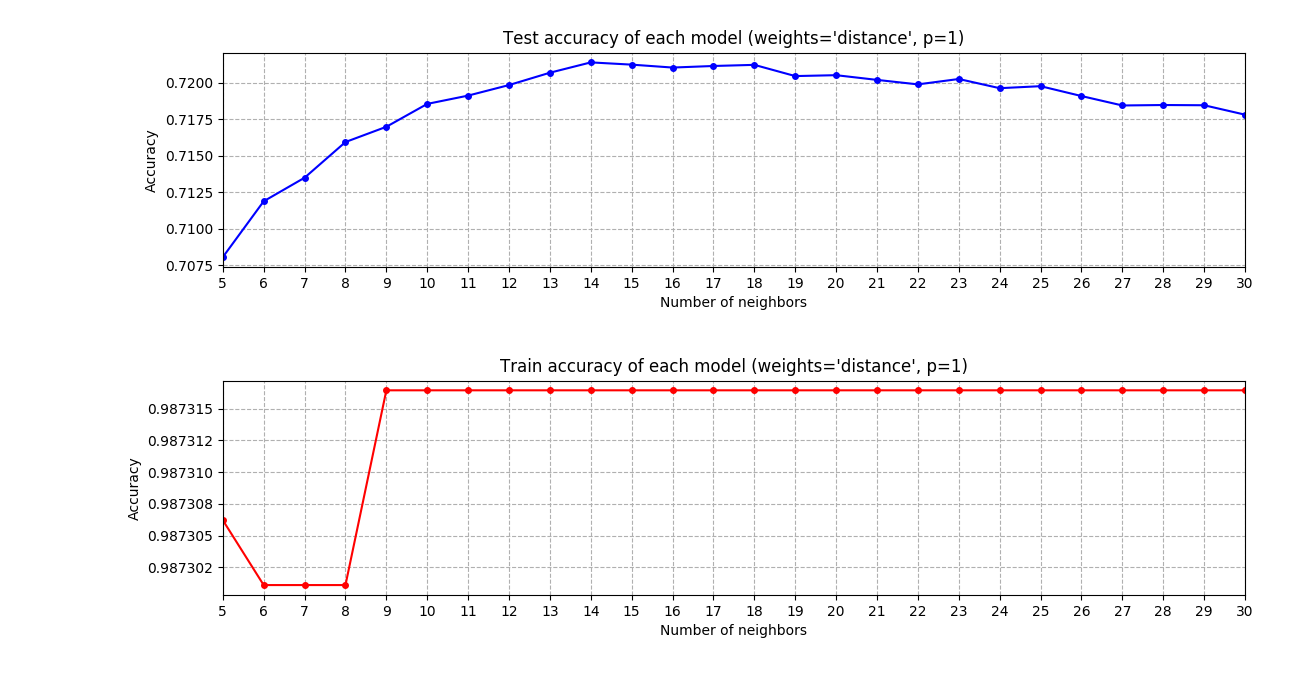 Test accuracy of each model (weights='distance', p=1)
0.7200
0.7175
0.7150
0.7125
0.7100
0.7075
Accuracy
5 6 7 8 9 10 11 12 13 14 15 16 17 18 19 20 21 22 23 24 25 26 27 28 29 30
Number of neighbors
Train accuracy of each model (weights='distance', p=1)
0.987315
0.987312
0.987310
0.987308
0.987305
0.987302
Accuracy
5 6 7 8 9 10 11 12 13 14 15 16 17 18 19 20 21 22 23 24 25 26 27 28 29 30
Number of neighbors